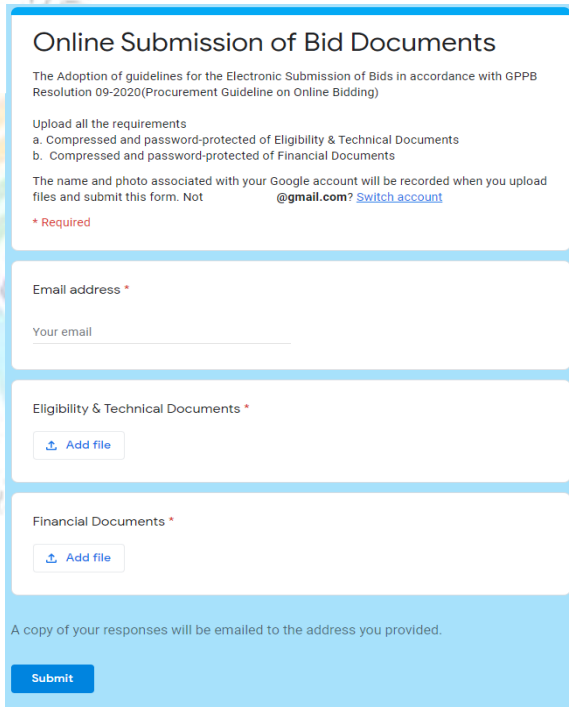 Online Submission of Bid Documents
The Adoption of guidelines for the Electronic Submission of Bids in accordance with GPPB
Resolution 09-2020(Procurement Guideline on Online Bidding)
Upload all the requirements
a. Compressed and password-protected of Eligibility & Technical Documents
b. Compressed and password-protected of Financial Documents
The name and photo associated with your Google account will be recorded when you upload
files and submit this form. Not @gmail.com? Switch account
* Required
Email address *
Your email
Eligibility & Technical Documents *
Add file
Financial Documents *
Add file
A copy of your responses will be emailed to the address you provided.
Submit